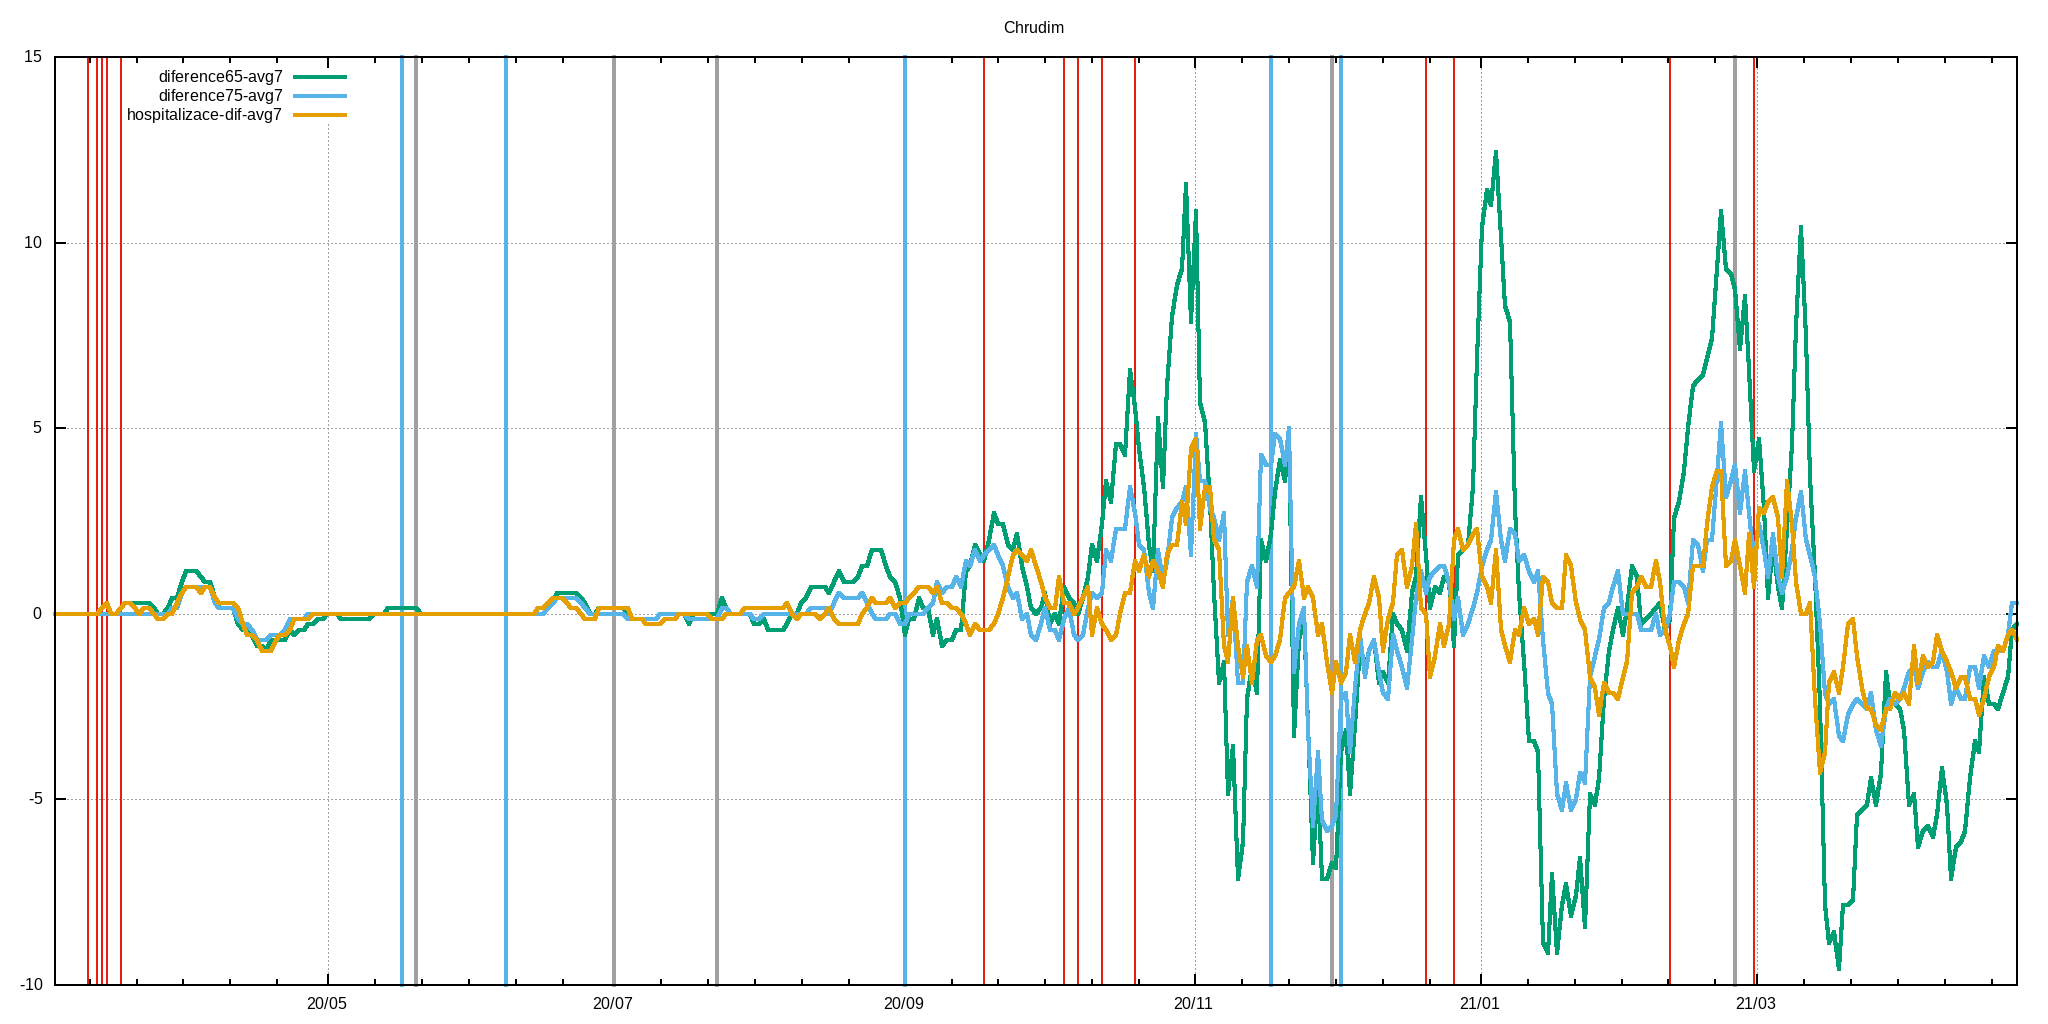 Chrudim
15
diference65-avg7
diference75-avg7
hospitalizace-dif-avg7
10
5
0
-5
-10
20/05 20/07 20/09 20/11 21/01 21/03